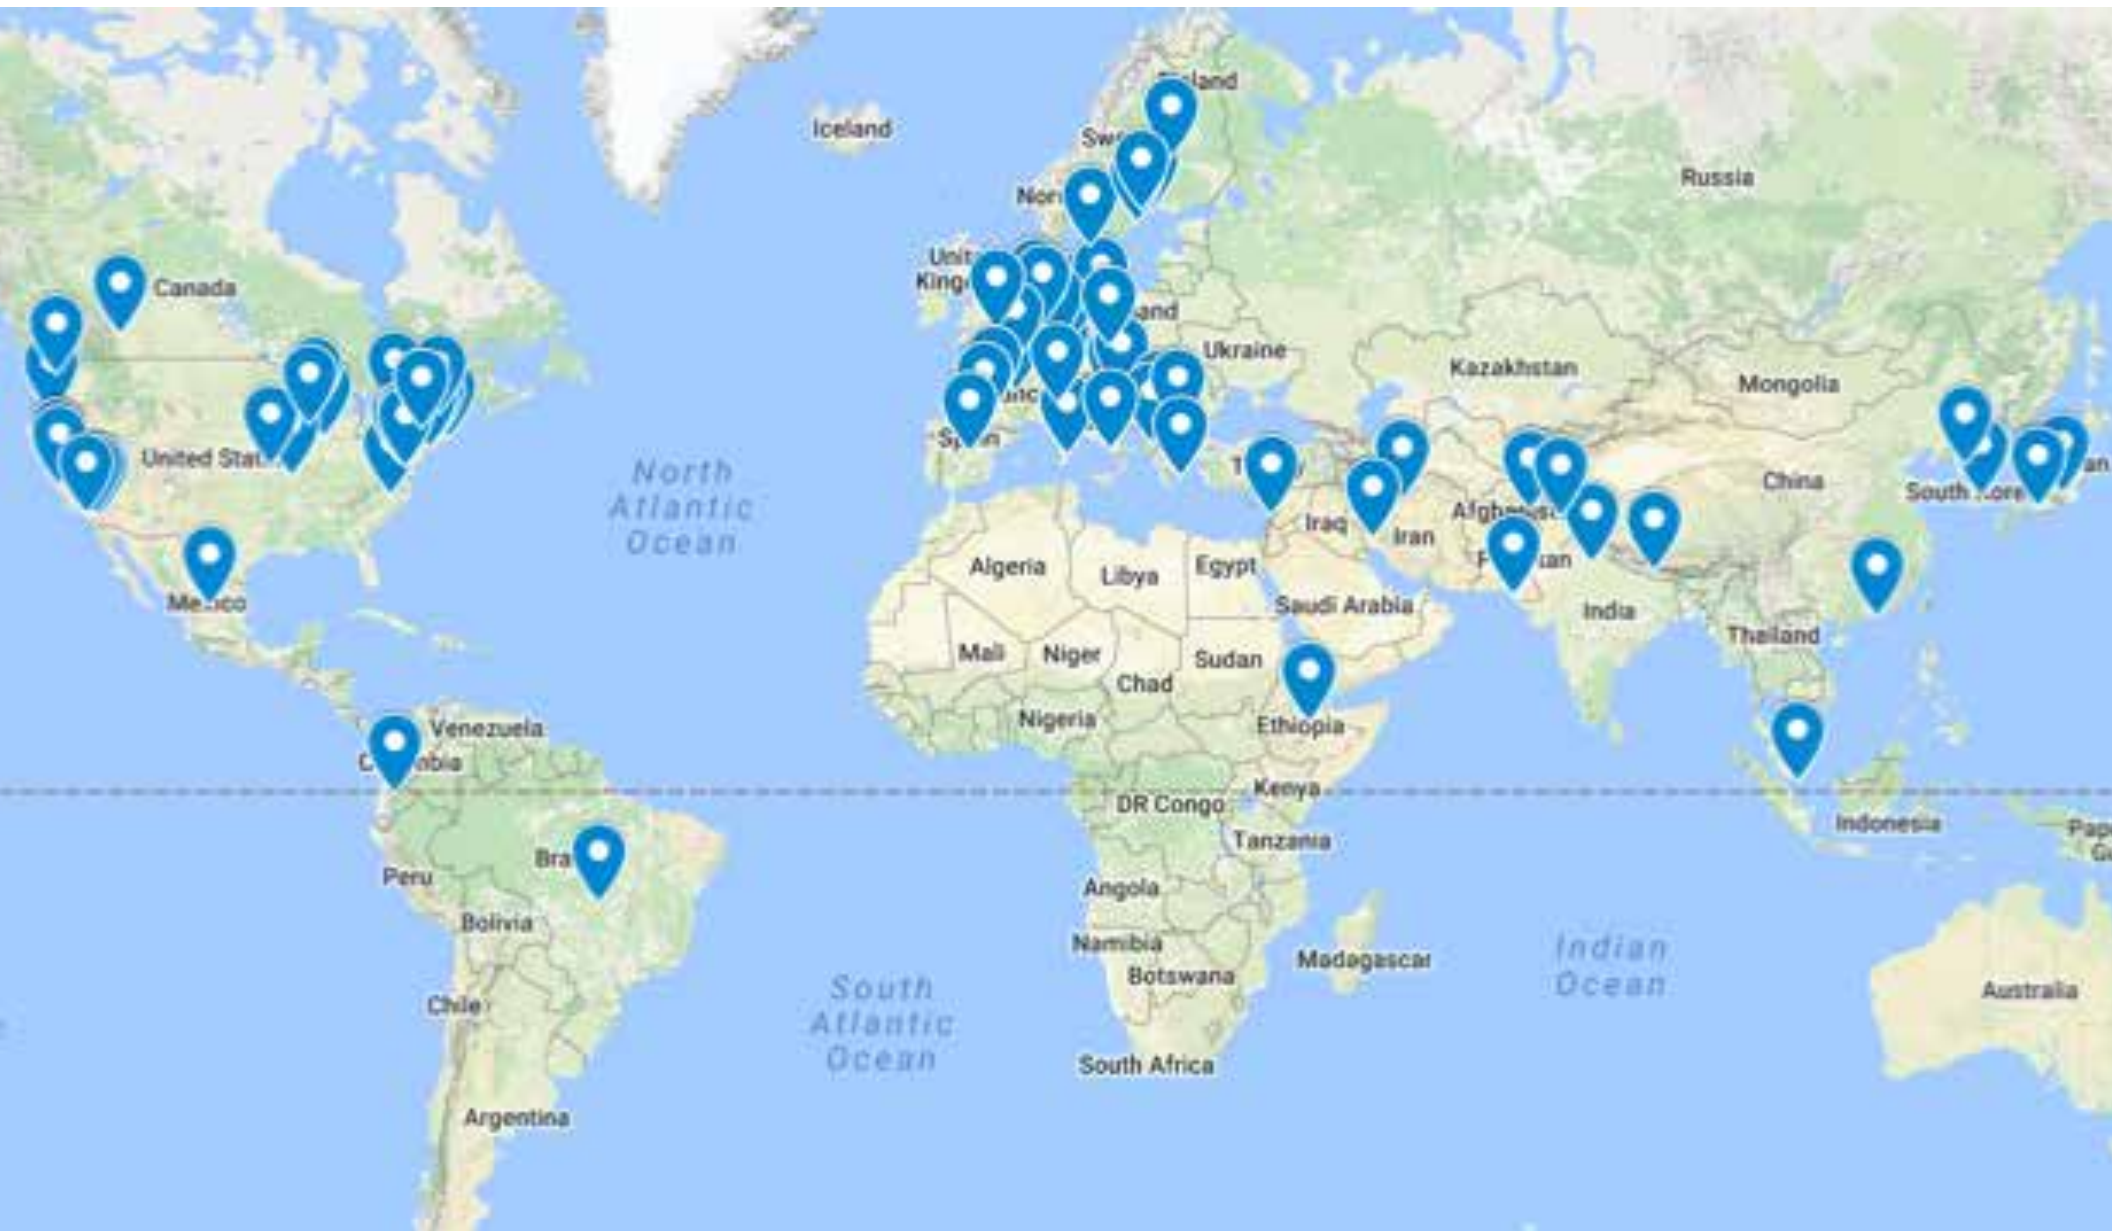 Iceland
Russia
Canada
Ukraine
Kazakhstan
Mongolia
North
Atlantic
Ocean
China
South
Iraq
Iran
Algeria
Libya
Egypt
Saudi Arabia
India
Thailand
Mali
Niger
Sudan
Chad
Nigeria
Ethiopia
Venezuela
Kenya
DR Congo
Tanzania
Indonesia
Peru
Angola
Bolivia
Namibia
Botswana
Madagascar
Indian
Ocean
South
Atlantic
Ocean
Chile
Australia
South Africa
Argentina
United